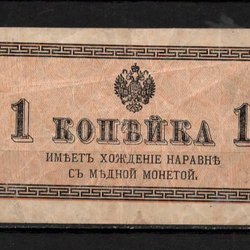 1 КОПѢЙКА 1
ИМѢЕТЪ ХОЖДЕНІЕ НАРАВНѢ
СЪ МѢДНОЙ МОНЕТОЙ.